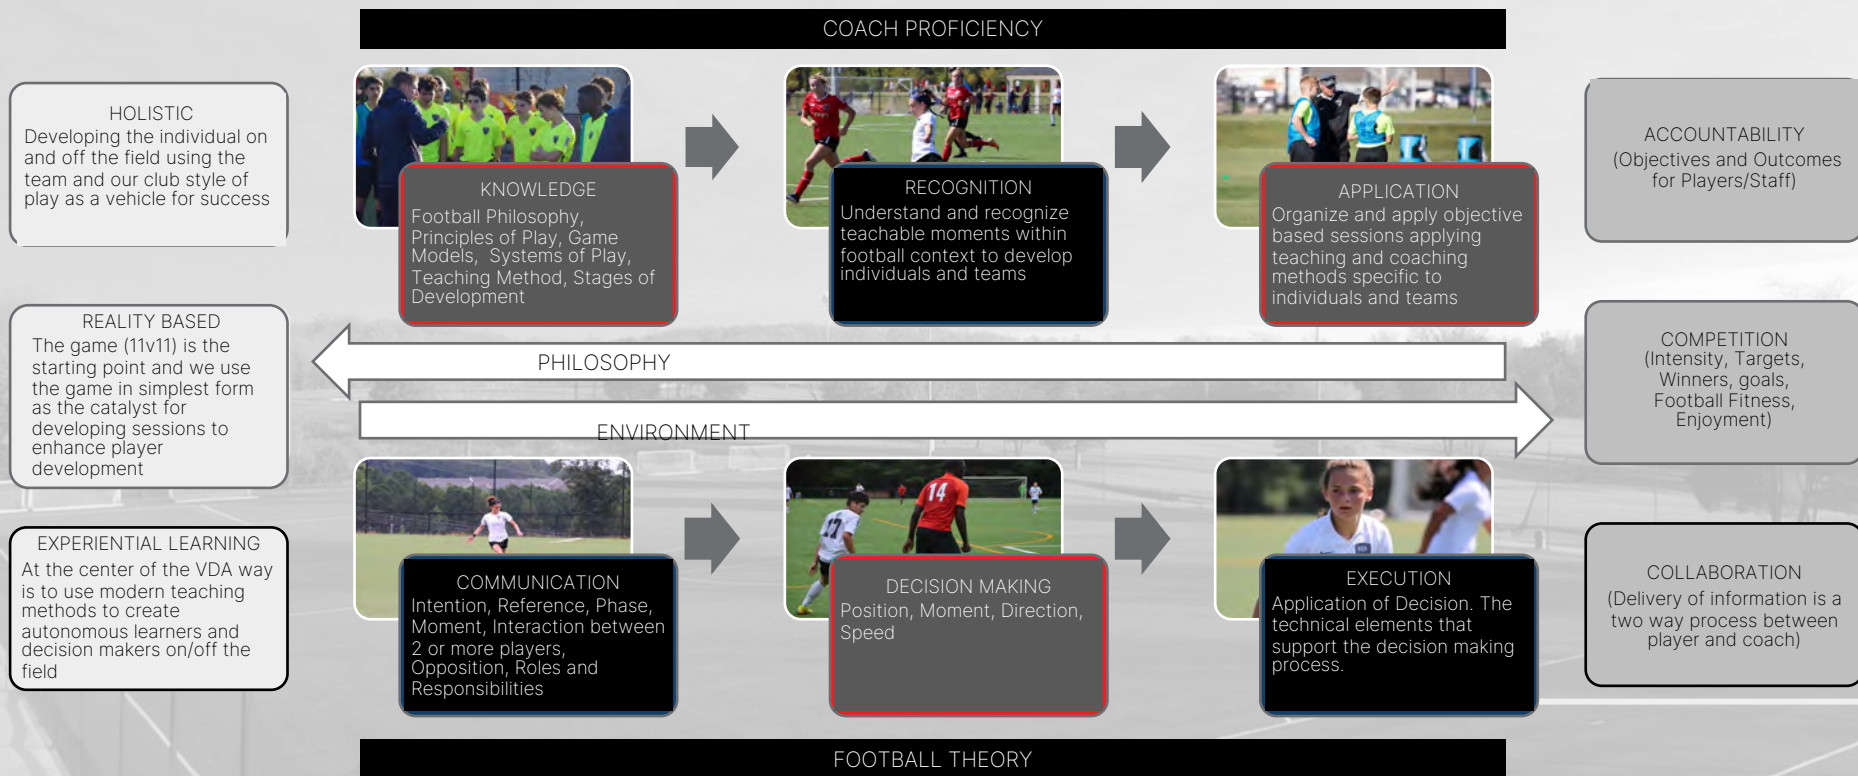 COACH PROFICIENCY
HOLISTIC
Developing the individual on
and off the field using the
team and our club style of
play as a vehicle for success
REALITY BASED
The game (11v11) is the
starting point and we use
the game in simplest form
as the catalyst for
developing sessions to
enhance player
development
EXPERIENTIAL LEARNING
At the center of the VDA way
is to use modern teaching
methods to create
autonomous learners and
decision makers on/off the
field
KNOWLEDGE
Football Philosophy,
Principles of Play, Game
Models, Systems of Play,
Teaching Method, Stages of
Development
RECOGNITION
Understand and recognize
teachable moments within
football context to develop
individuals and teams
APPLICATION
Organize and apply objective
based sessions applying
teaching and coaching
methods specific to
individuals and teams
PHILOSOPHY
ENVIRONMENT
14
17
COMMUNICATION
Intention, Reference, Phase,
Moment, Interaction between
2 or more players,
Opposition, Roles and
Responsibilities
DECISION MAKING
Position, Moment, Direction,
Speed
EXECUTION
Application of Decision. The
technical elements that
support the decision making
process.
ACCOUNTABILITY
(Objectives and Outcomes
for Players/Staff)
COMPETITION
(Intensity, Targets,
Winners, goals,
Football Fitness,
Enjoyment)
COLLABORATION
(Delivery of information is a
two way process between
player and coach)
FOOTBALL THEORY